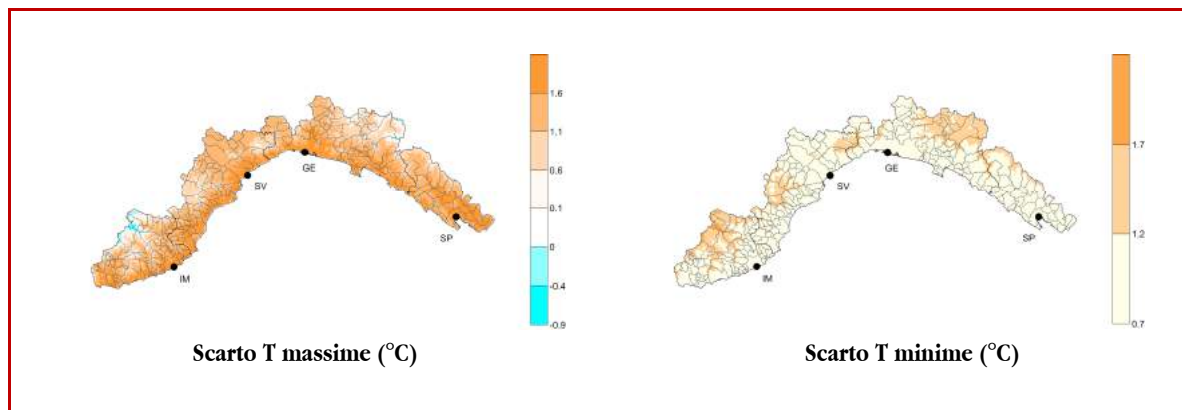 1.6
1.1
0.6
0.1
0
-0.4
-0.9
GE
SV
SP
IM
Scarto T massime (°C)
1.7
1.2
0.7
GE
SV
SP
IM
Scarto T minime (°C)